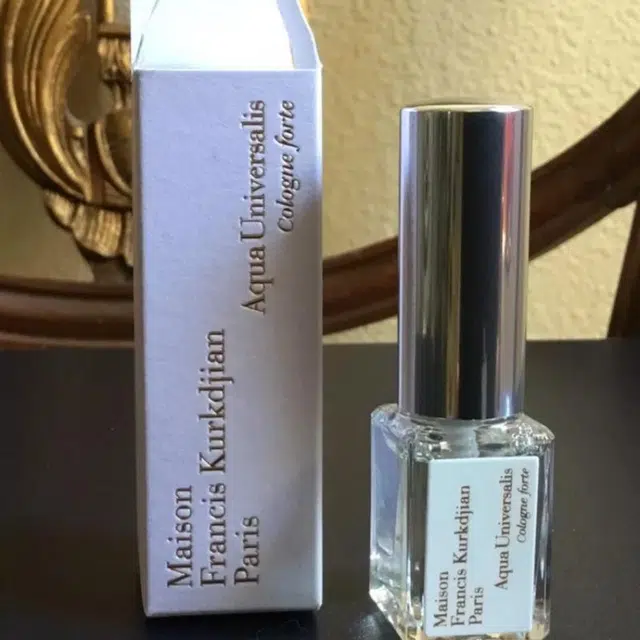 Maison
Francis Kurkdjian
Paris
Aqua Universalis
Cologne forte
Maison
Francis Kurkdjian
Paris
Aqua Universalis
Cologne forte